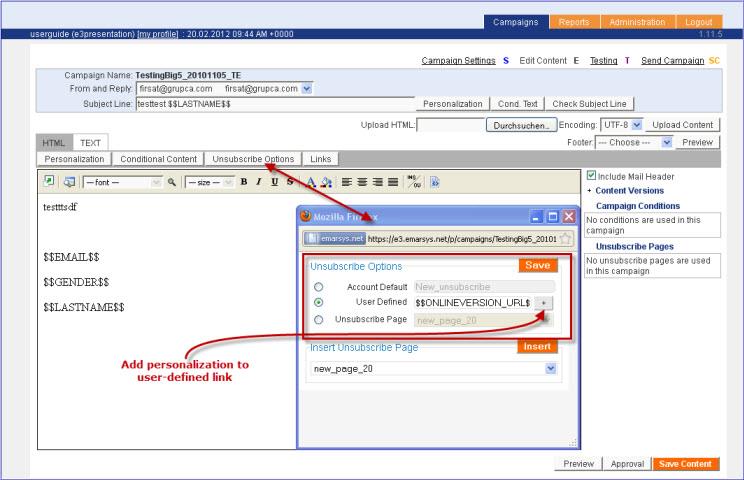 Campaigns Reports Administration Logout
userguide (e3presentation) [my profile] : 20.02.2012 09:44 AM +0000 1.11.5
Campaign Settings S Edit Content E Testing T Send Campaign SC
Campaign Name: TestingBig5_20101105_TE
From and Reply: firsat@grupca.com firsat@grupca.com
Subject Line: testtest $$LASTNAME$$ Personalization Cond. Text Check Subject Line
Upload HTML: Durchsuchen... Encoding: UTF-8 Upload Content
HTML TEXT Footer: --- Choose --- Preview
Personalization Conditional Content Unsubscribe Options Links
— font — — size — B I U S A INS/OU
testttsdf
$$EMAIL$$
$$GENDER$$
$$LASTNAME$$
Include Mail Header
+ Content Versions
Campaign Conditions
No conditions are used in this
campaign
Unsubscribe Pages
No unsubscribe pages are used
in this campaign
Mozilla Firefox
emarsys.net https://e3.emarsys.net/p/campaigns/TestingBig5_20101
Unsubscribe Options Save
Account Default New_unsubscribe
User Defined $$ONLINEVERSION_URL$ +
Unsubscribe Page new_page_20
Insert Unsubscribe Page Insert
new_page_20
Add personalization to
user-defined link
Preview Approval Save Content